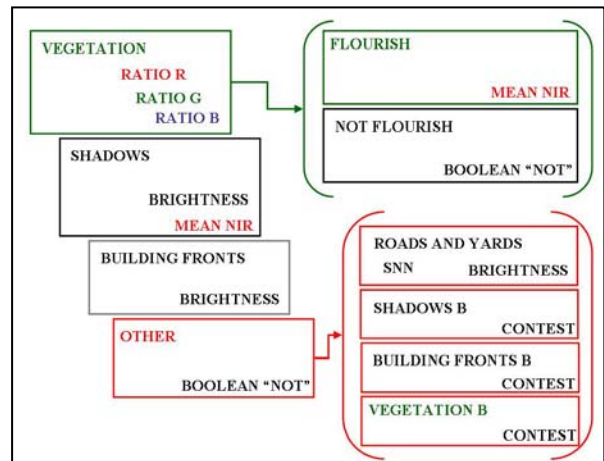 VEGETATION
RATIO R
RATIO G
RATIO B
SHADOWS
BRIGHTNESS
MEAN NIR
BUILDING FRONTS
BRIGHTNESS
OTHER
BOOLEAN “NOT”
FLOURISH
MEAN NIR
NOT FLOURISH
BOOLEAN “NOT”
ROADS AND YARDS
SNN BRIGHTNESS
SHADOWS B
CONTEST
BUILDING FRONTS B
CONTEST
VEGETATION B
CONTEST